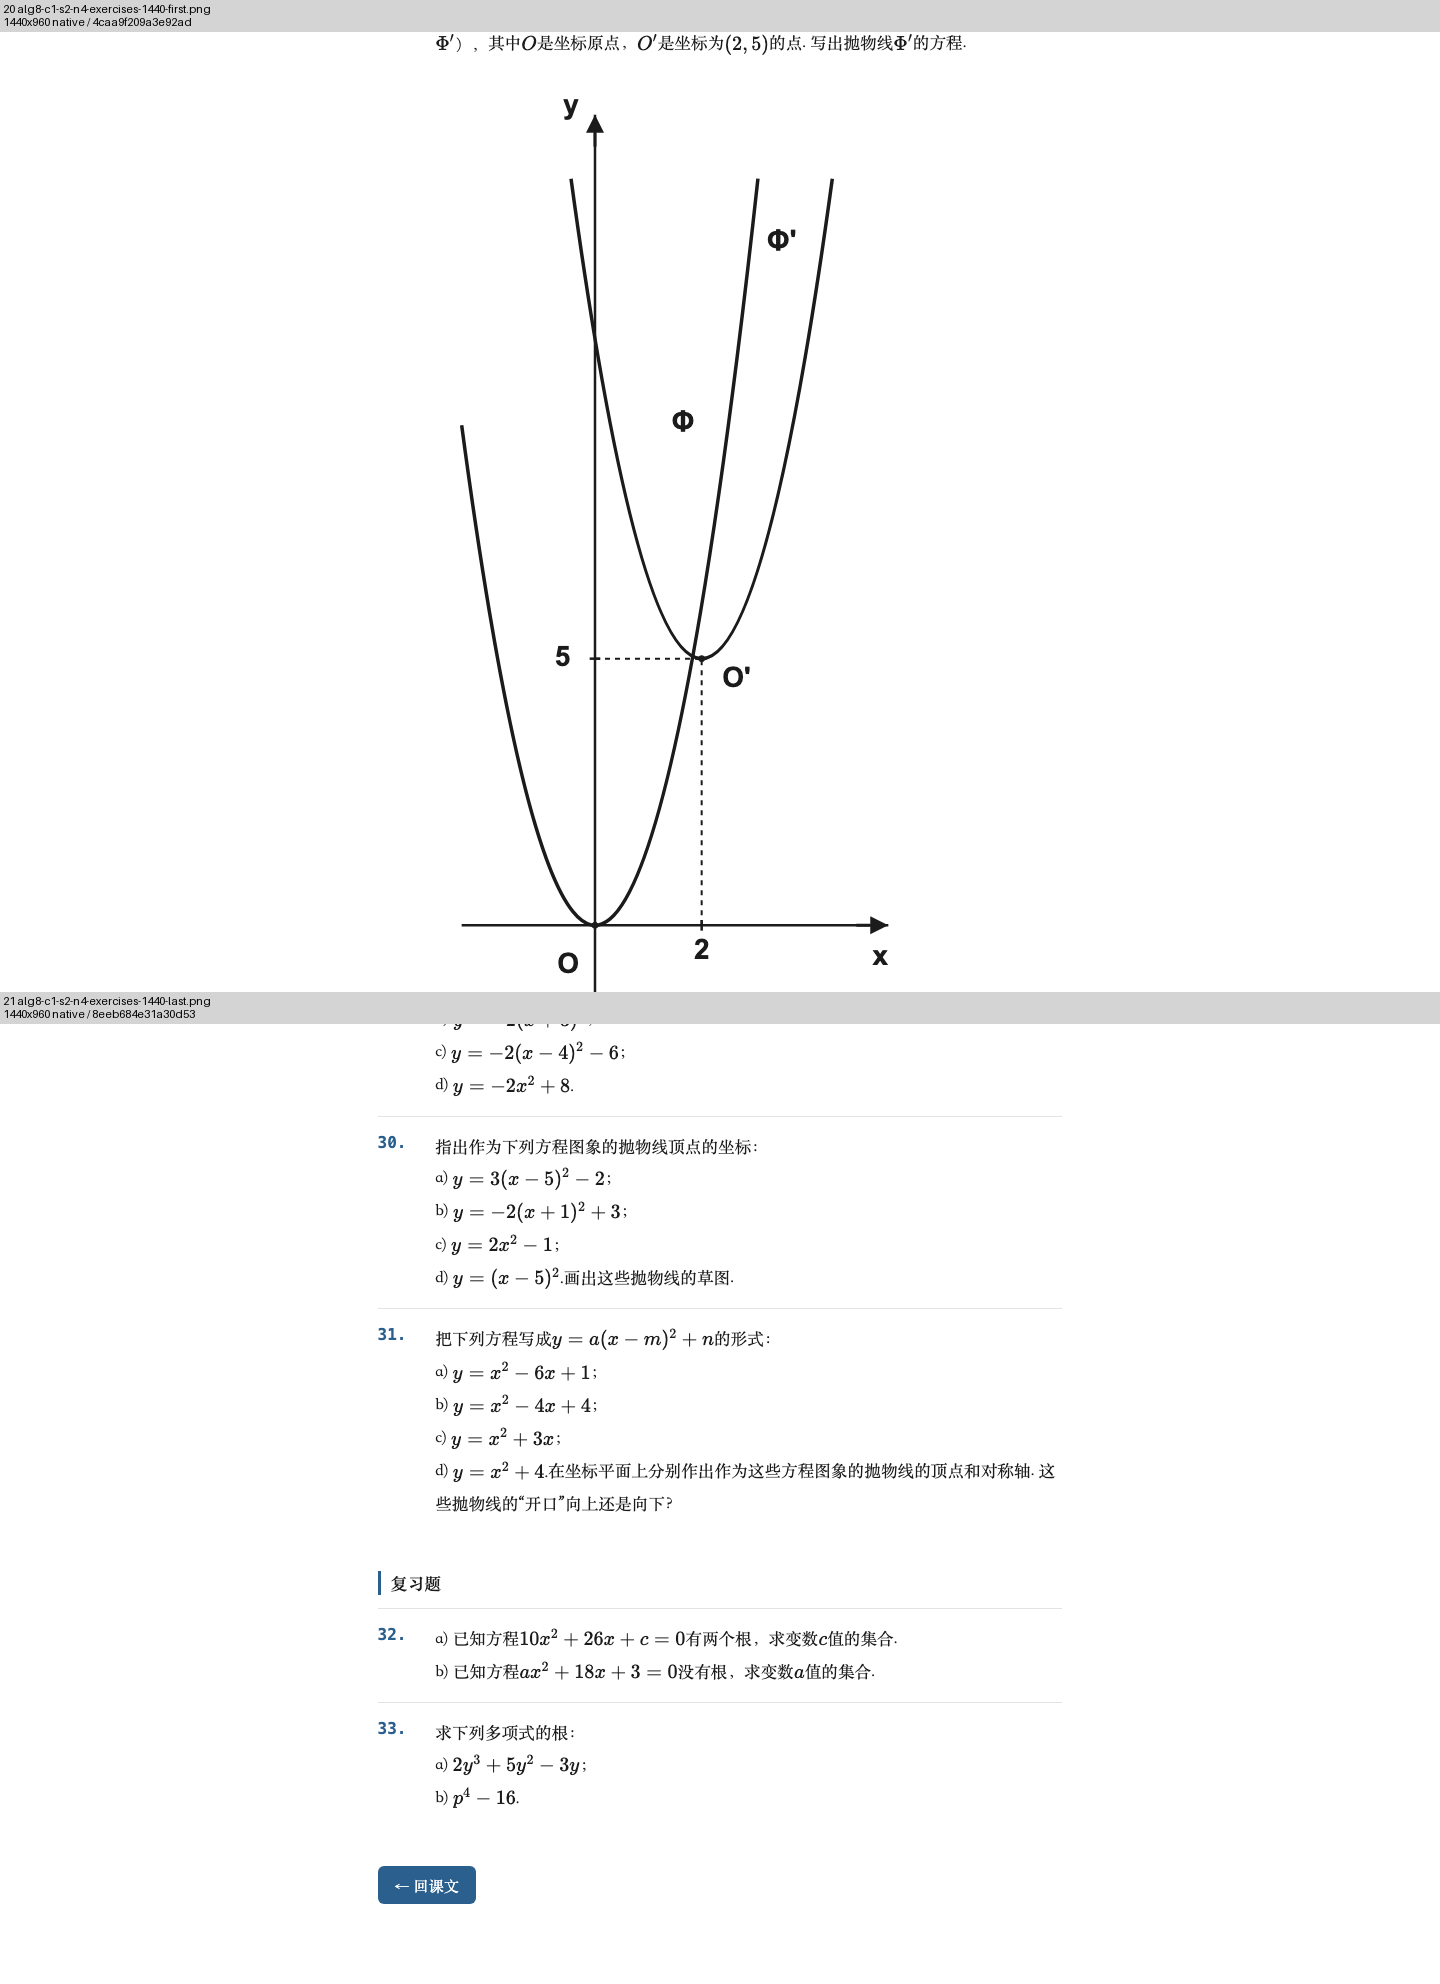 20 alg8-c1-s2-n4-exercises-1440-first.png
1440x960 native / 4caa9f209a3e92ad
Φ′），其中O是坐标原点，O′是坐标为(2, 5)的点. 写出抛物线Φ′的方程.
y
Φ'
Φ
5
O'
2
O
x
21 alg8-c1-s2-n4-exercises-1440-last.png
1440x960 native / 8eeb684e31a30d53
c) y = −2(x − 4)² − 6;
d) y = −2x² + 8.
30. 指出作为下列方程图象的抛物线顶点的坐标:
a) y = 3(x − 5)² − 2;
b) y = −2(x + 1)² + 3;
c) y = 2x² − 1;
d) y = (x − 5)².画出这些抛物线的草图.
31. 把下列方程写成y = a(x − m)² + n的形式:
a) y = x² − 6x + 1;
b) y = x² − 4x + 4;
c) y = x² + 3x;
d) y = x² + 4.在坐标平面上分别作出作为这些方程图象的抛物线的顶点和对称轴. 这
些抛物线的“开口”向上还是向下?
复习题
32. a) 已知方程10x² + 26x + c = 0有两个根，求变数c值的集合.
b) 已知方程ax² + 18x + 3 = 0没有根，求变数a值的集合.
33. 求下列多项式的根:
a) 2y³ + 5y² − 3y;
b) p⁴ − 16.
← 回课文